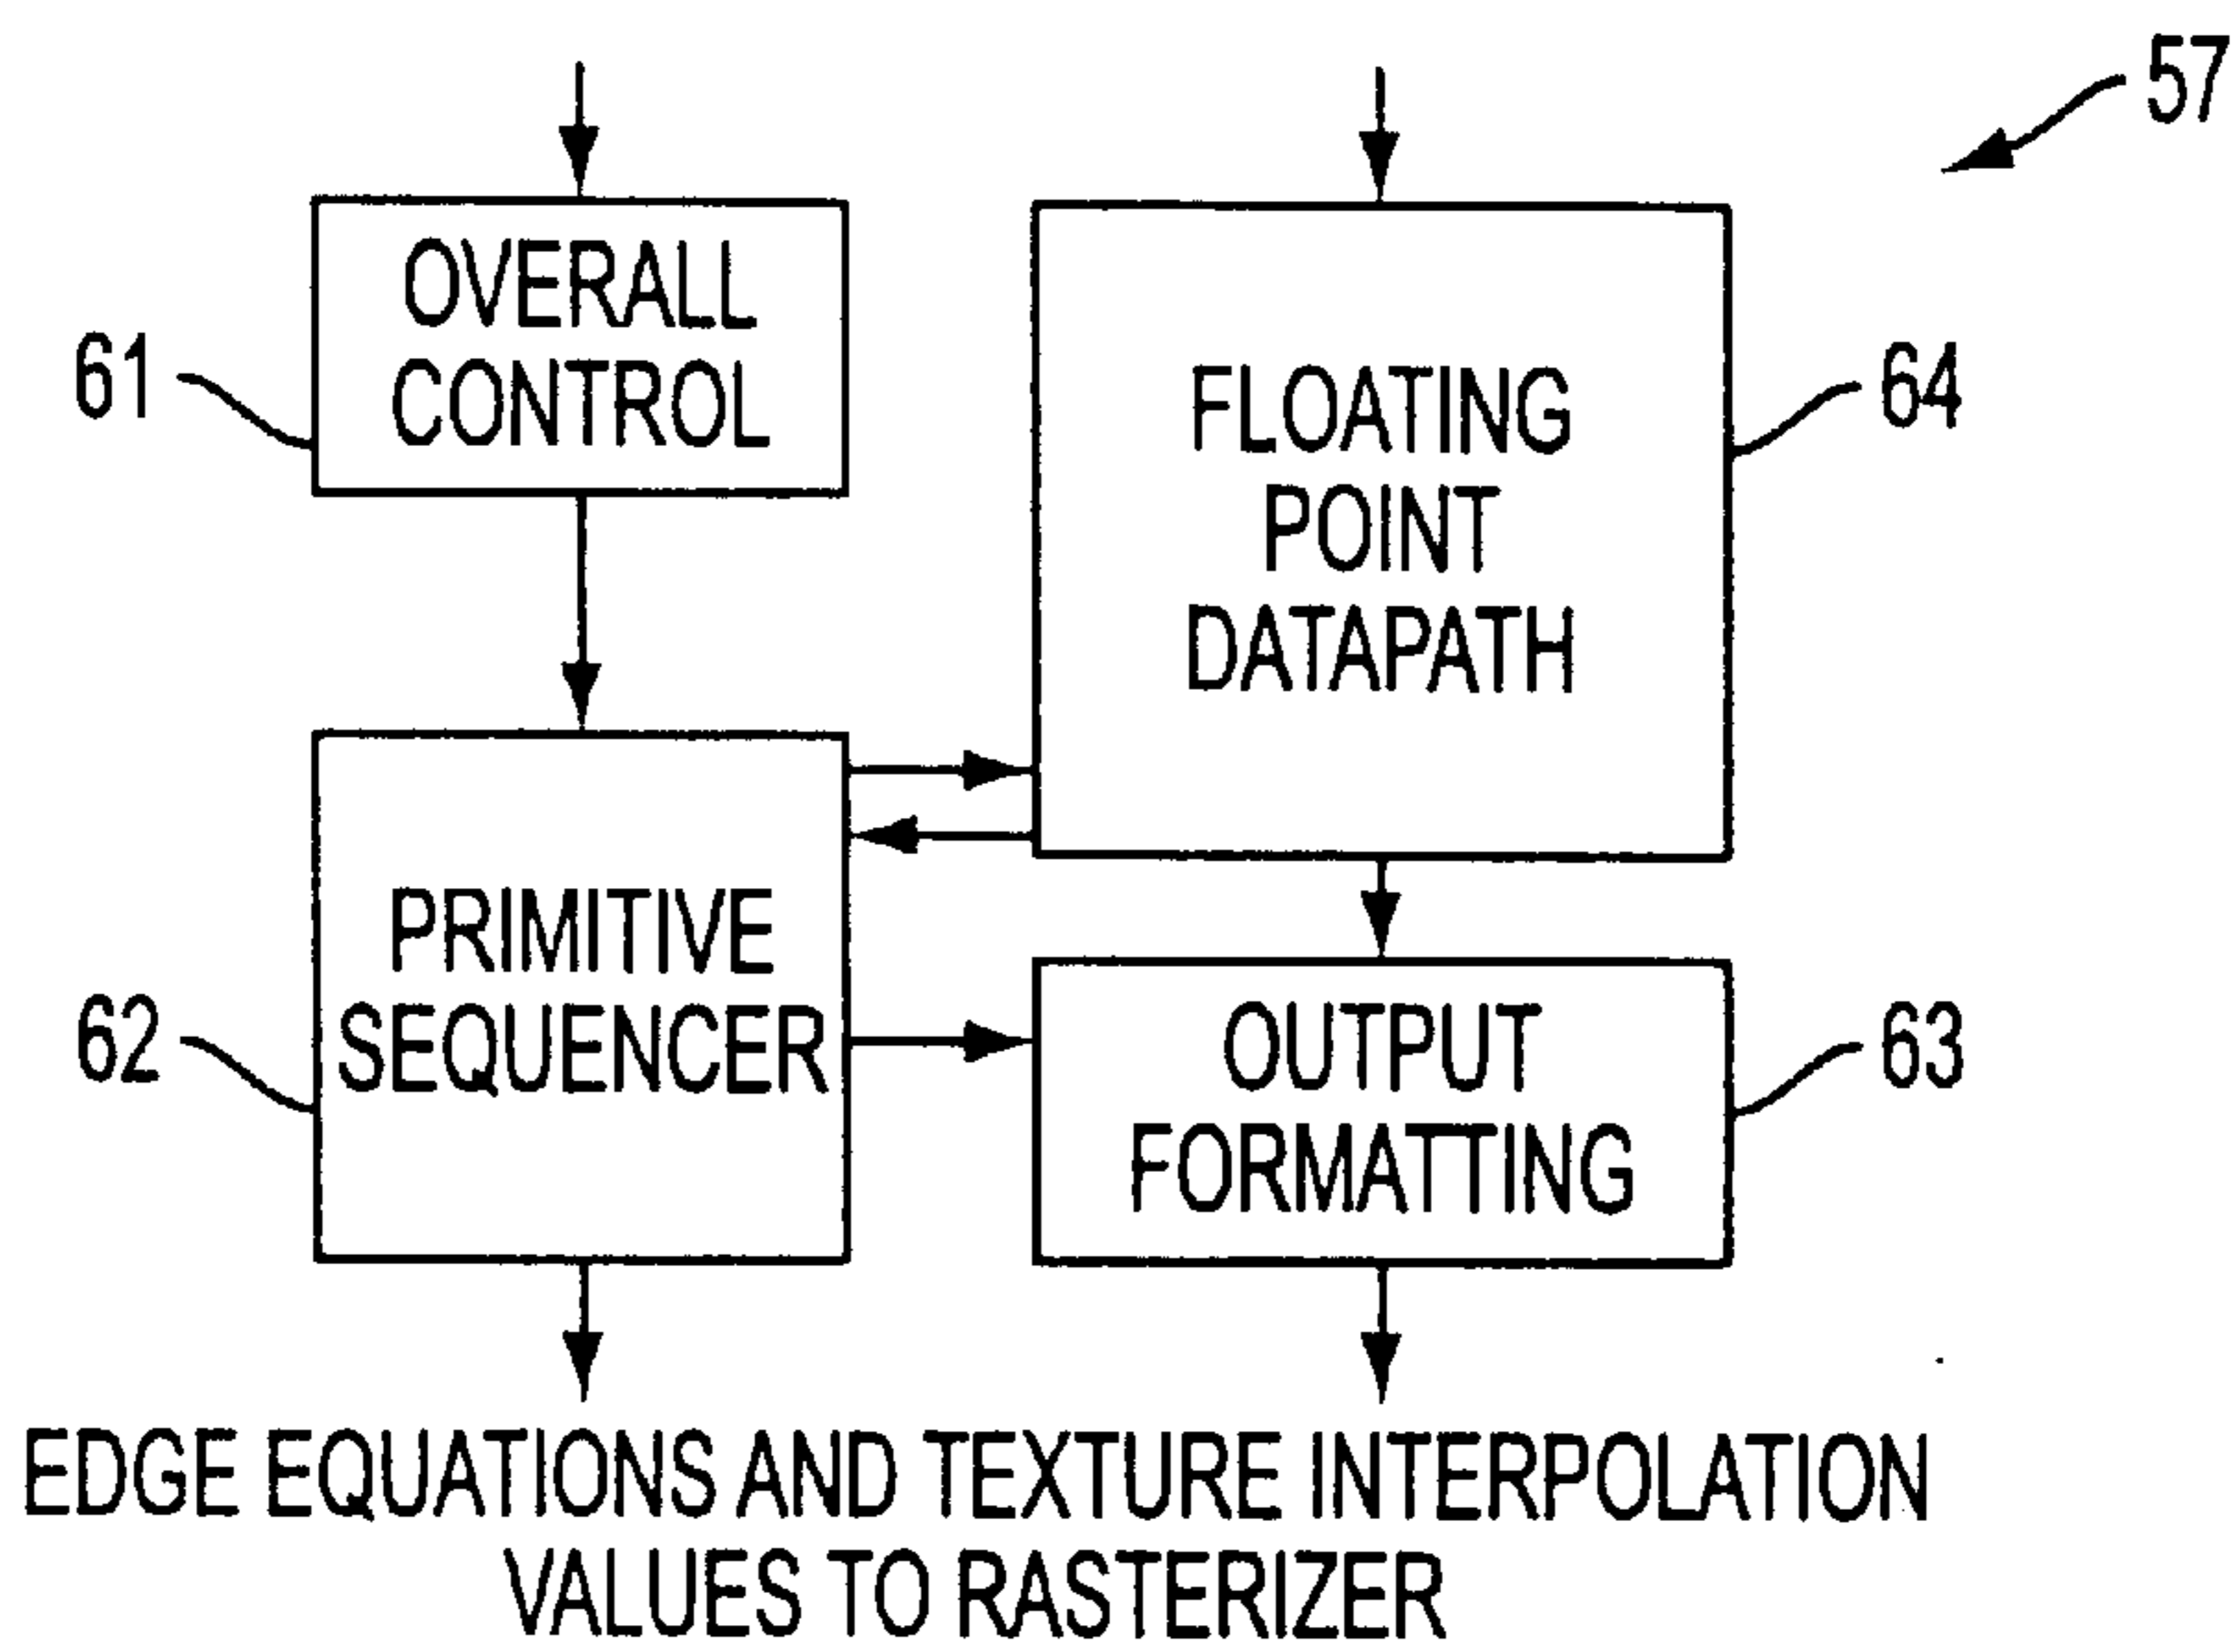 57
OVERALL
CONTROL
61
FLOATING
POINT
DATAPATH
64
PRIMITIVE
SEQUENCER
62
OUTPUT
FORMATTING
63
EDGE EQUATIONS AND TEXTURE INTERPOLATION
VALUES TO RASTERIZER